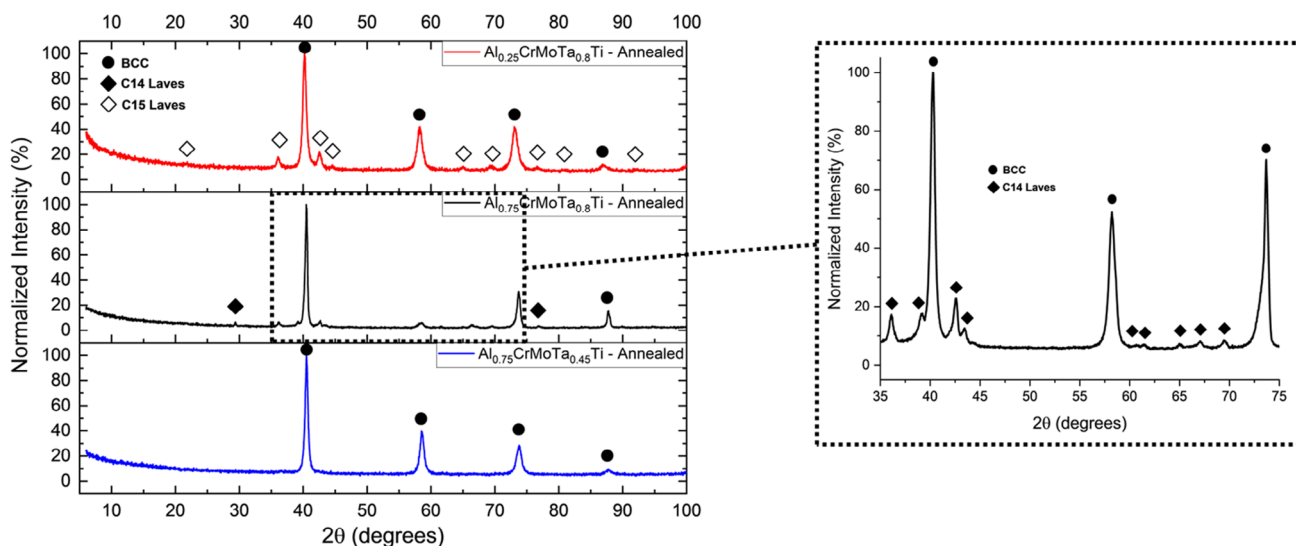 10 20 30 40 50 60 70 80 90 100
Al0.25CrMoTa0.8Ti - Annealed
BCC
C14 Laves
C15 Laves
100
80
60
40
20
0
Al0.75CrMoTa0.8Ti - Annealed
100
80
60
40
20
0
Al0.75CrMoTa0.45Ti - Annealed
100
80
60
40
20
0
Normalized Intensity (%)
10 20 30 40 50 60 70 80 90 100
2θ (degrees)
BCC
C14 Laves
100
80
60
40
20
0
Normalized Intensity (%)
35 40 45 50 55 60 65 70 75
2θ (degrees)